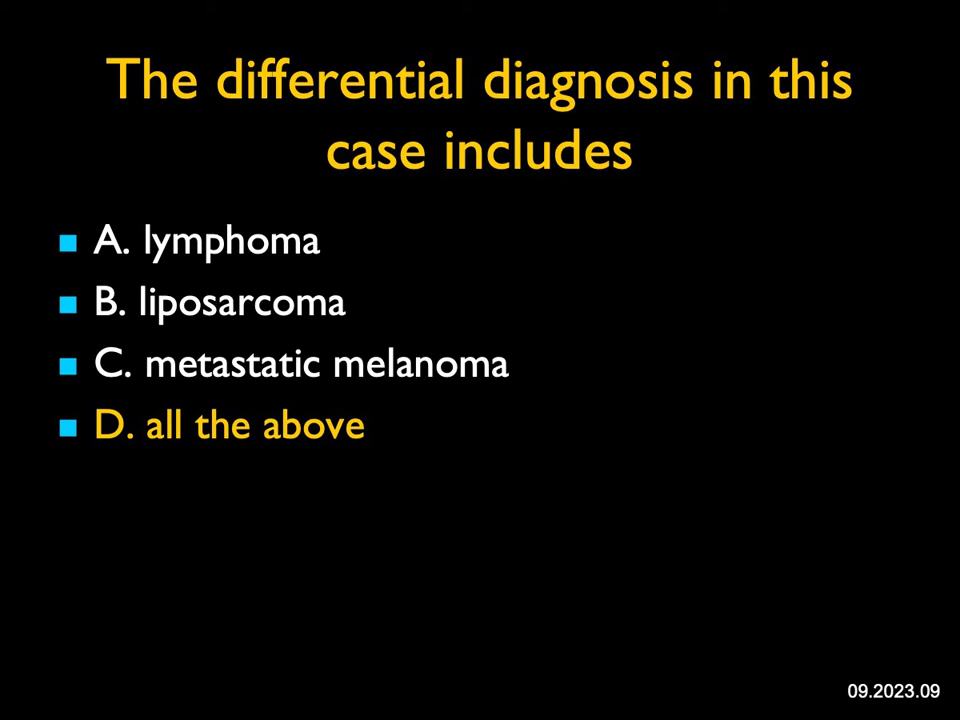 The differential diagnosis in this
case includes
A. lymphoma
B. liposarcoma
C. metastatic melanoma
D. all the above
09.2023.09